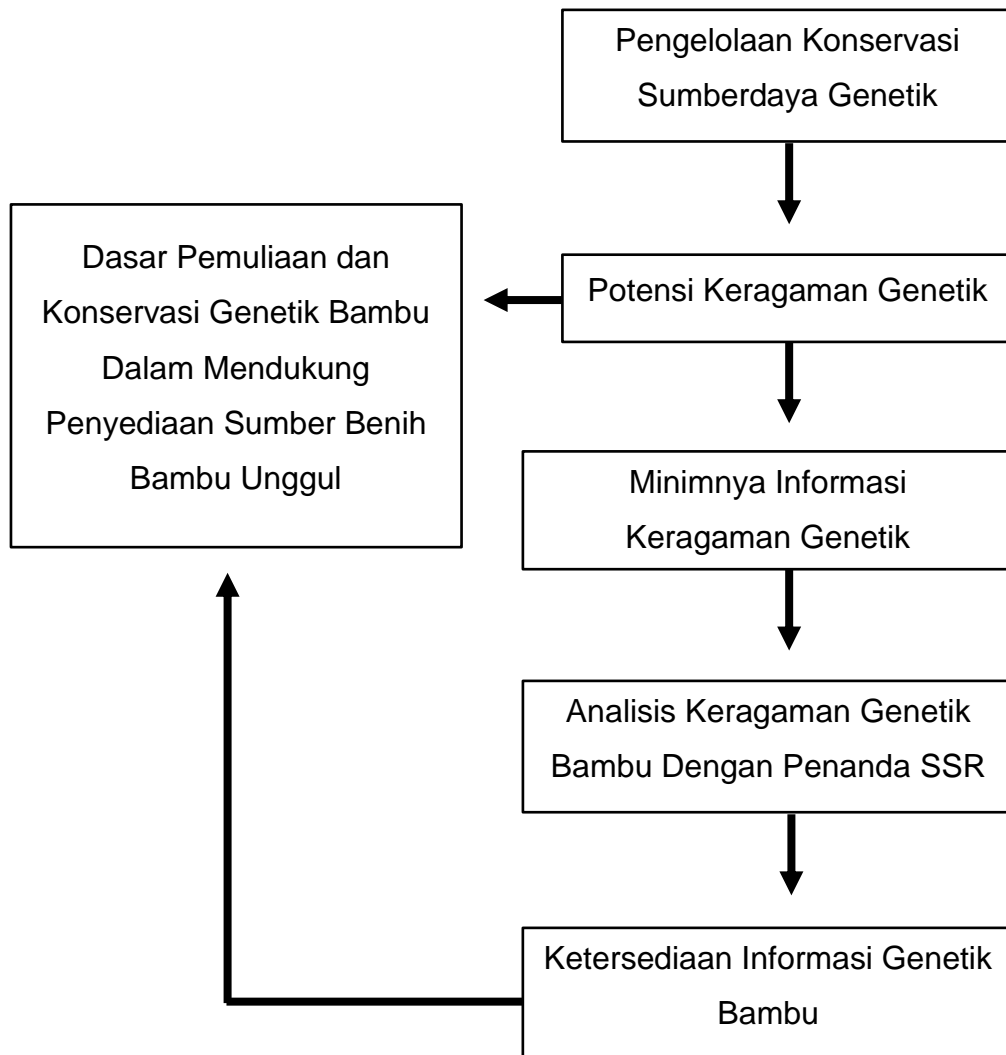 Pengelolaan Konservasi
Sumberdaya Genetik
Dasar Pemuliaan dan
Konservasi Genetik Bambu
Dalam Mendukung
Penyediaan Sumber Benih
Bambu Unggul
Potensi Keragaman Genetik
Minimnya Informasi
Keragaman Genetik
Analisis Keragaman Genetik
Bambu Dengan Penanda SSR
Ketersediaan Informasi Genetik
Bambu